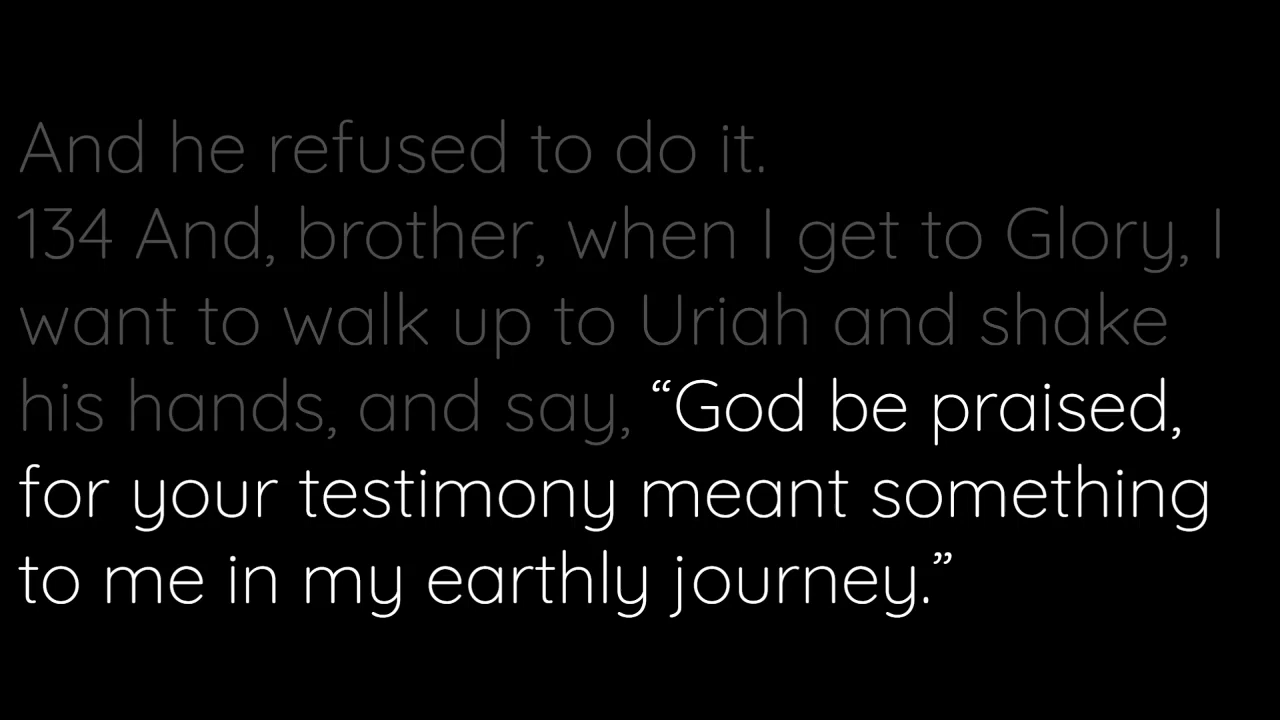 And he refused to do it.
134 And, brother, when I get to Glory, I
want to walk up to Uriah and shake
his hands, and say, “God be praised,
for your testimony meant something
to me in my earthly journey.”